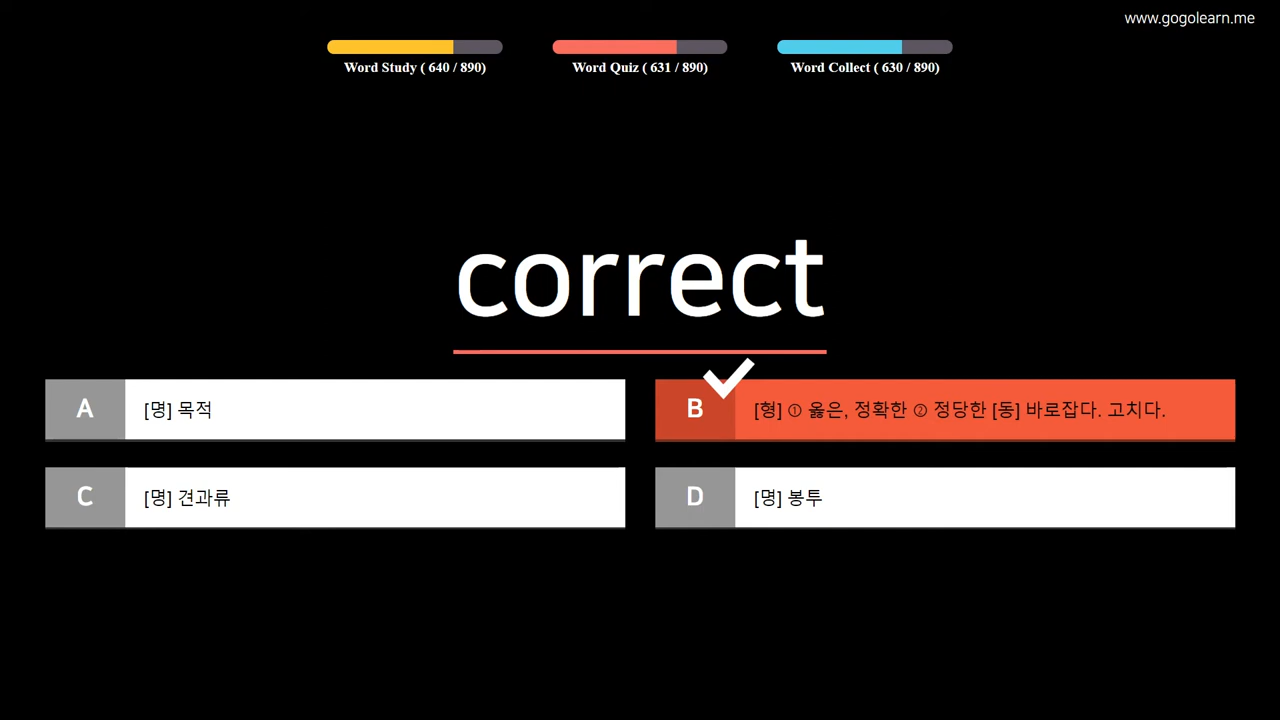 www.gogolearn.me
Word Study ( 640 / 890)
Word Quiz ( 631 / 890)
Word Collect ( 630 / 890)
correct
A [명] 목적
B [형] ① 옳은, 정확한 ② 정당한 [동] 바로잡다. 고치다.
C [명] 견과류
D [명] 봉투